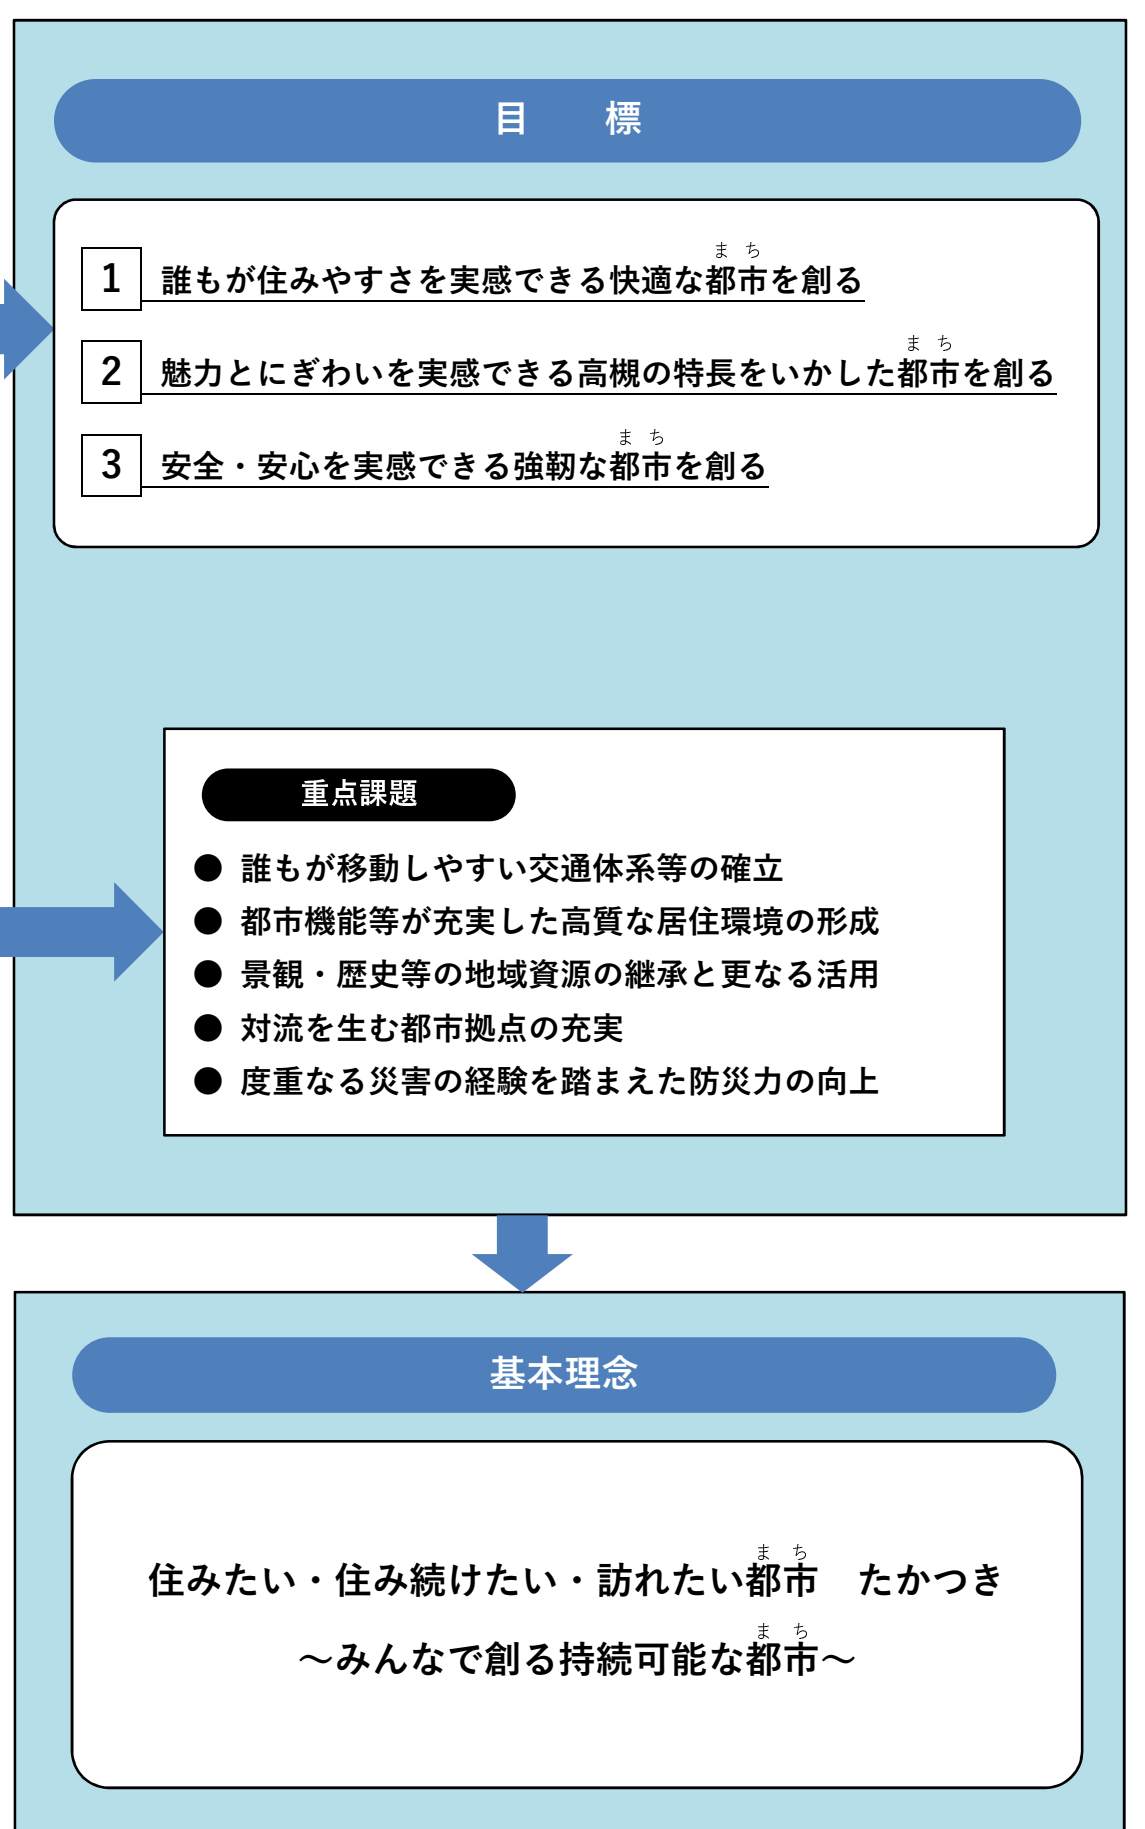 目　標
1 誰もが住みやすさを実感できる快適な都市を創る
まち
2 魅力とにぎわいを実感できる高槻の特長をいかした都市を創る
まち
3 安全・安心を実感できる強靭な都市を創る
まち
重点課題
● 誰もが移動しやすい交通体系等の確立
● 都市機能等が充実した高質な居住環境の形成
● 景観・歴史等の地域資源の継承と更なる活用
● 対流を生む都市拠点の充実
● 度重なる災害の経験を踏まえた防災力の向上
基本理念
まち
住みたい・住み続けたい・訪れたい都市　たかつき
まち
～みんなで創る持続可能な都市～